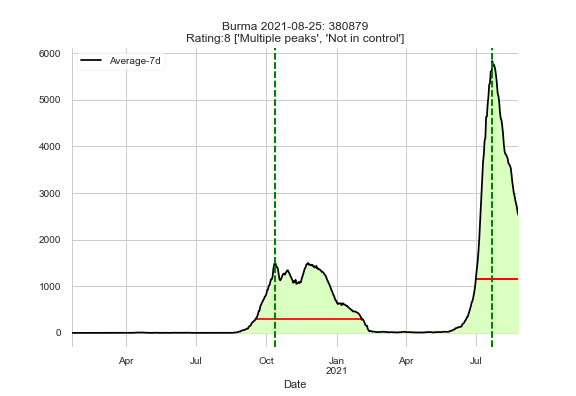 Burma 2021-08-25: 380879
Rating:8 ['Multiple peaks', 'Not in control']
Average-7d
6000
5000
4000
3000
2000
1000
0
Apr Jul Oct Jan Apr Jul
2021
Date